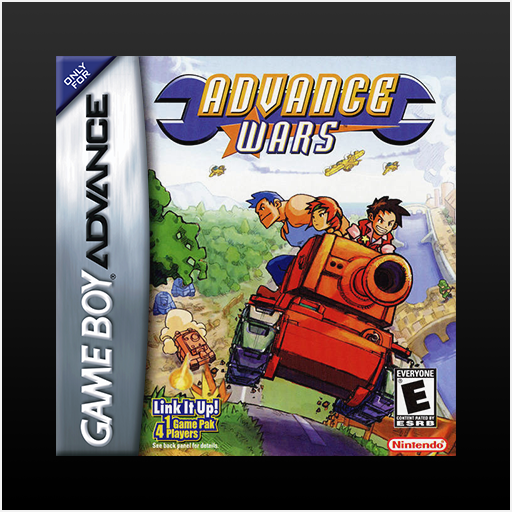 ONLY
FOR
GAME BOY ADVANCE
ADVANCE
WARS
Link It Up!
1 Game Pak
4 Players
See back panel for details.
EVERYONE
E
CONTENT RATED BY
ESRB
Nintendo